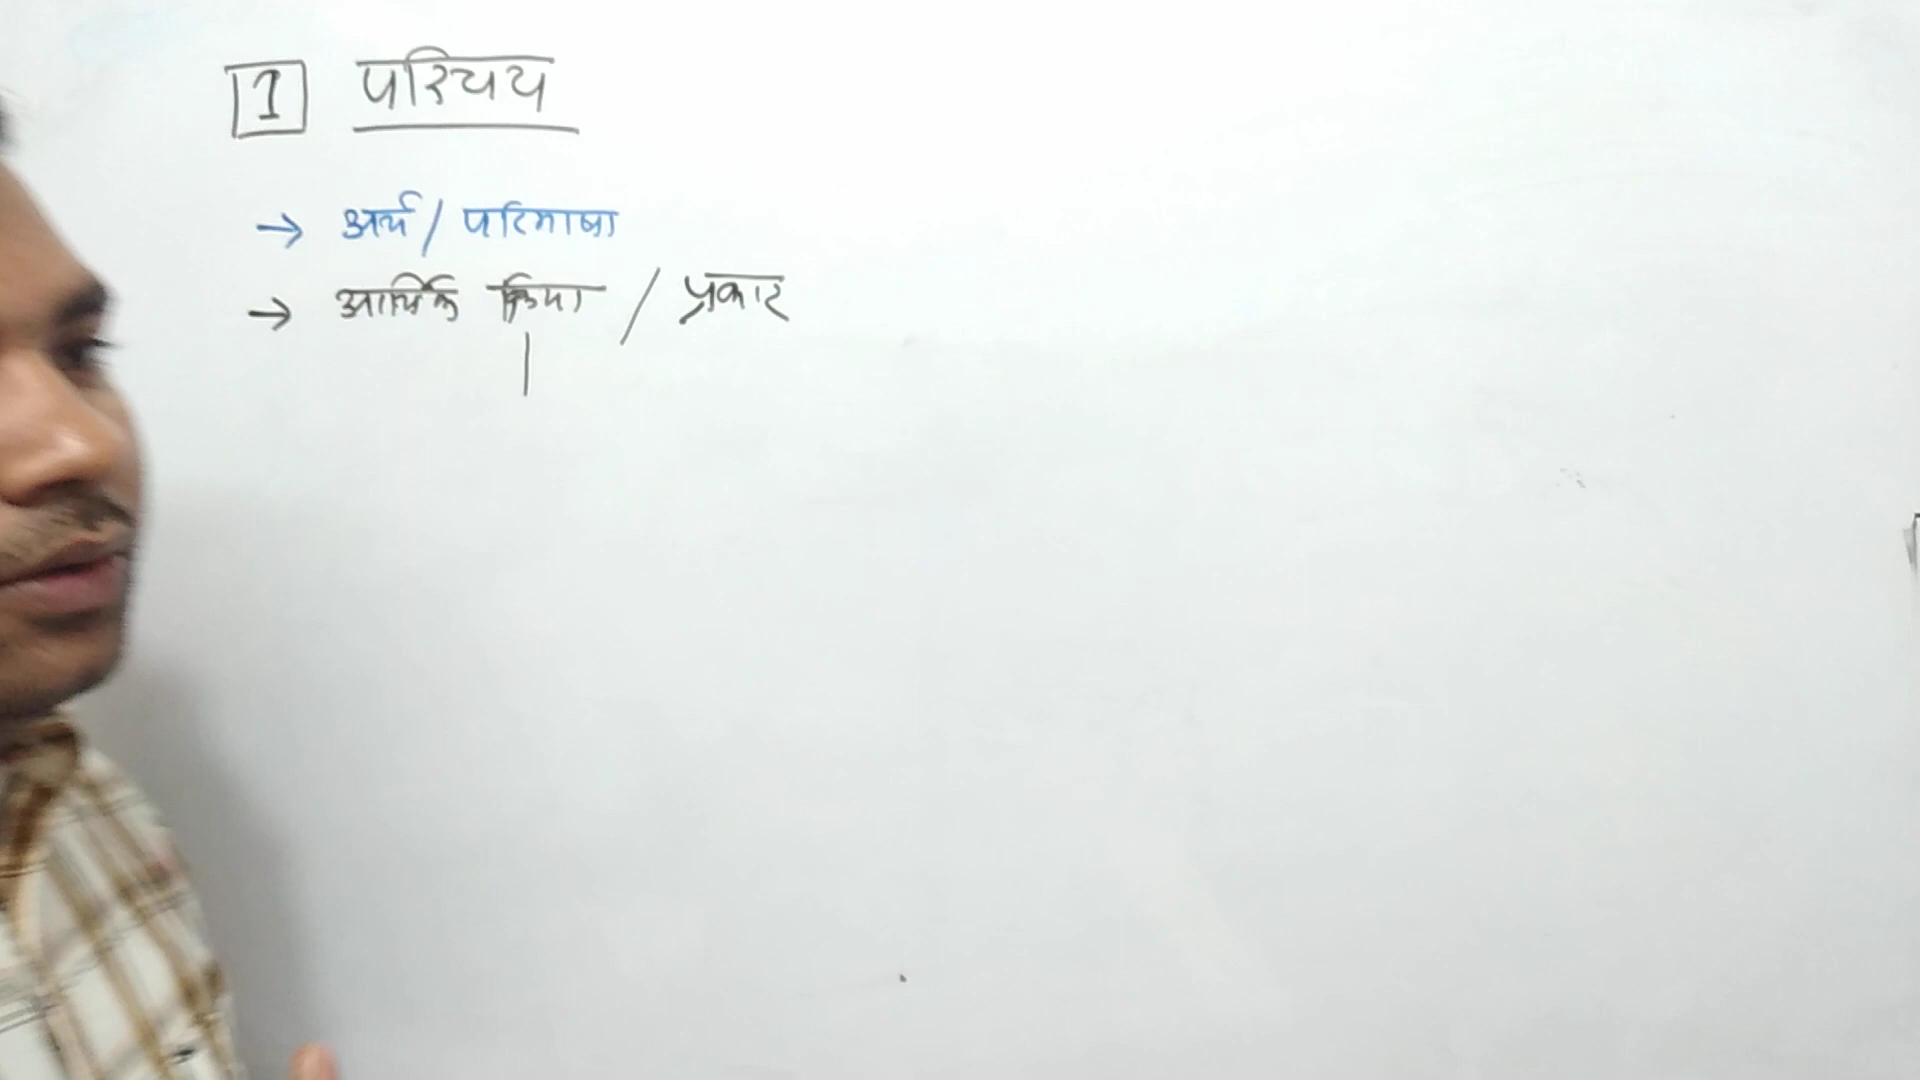 1 परिचय
→ अर्थ / परिभाषा
→ आर्थिक क्रिया / प्रकार